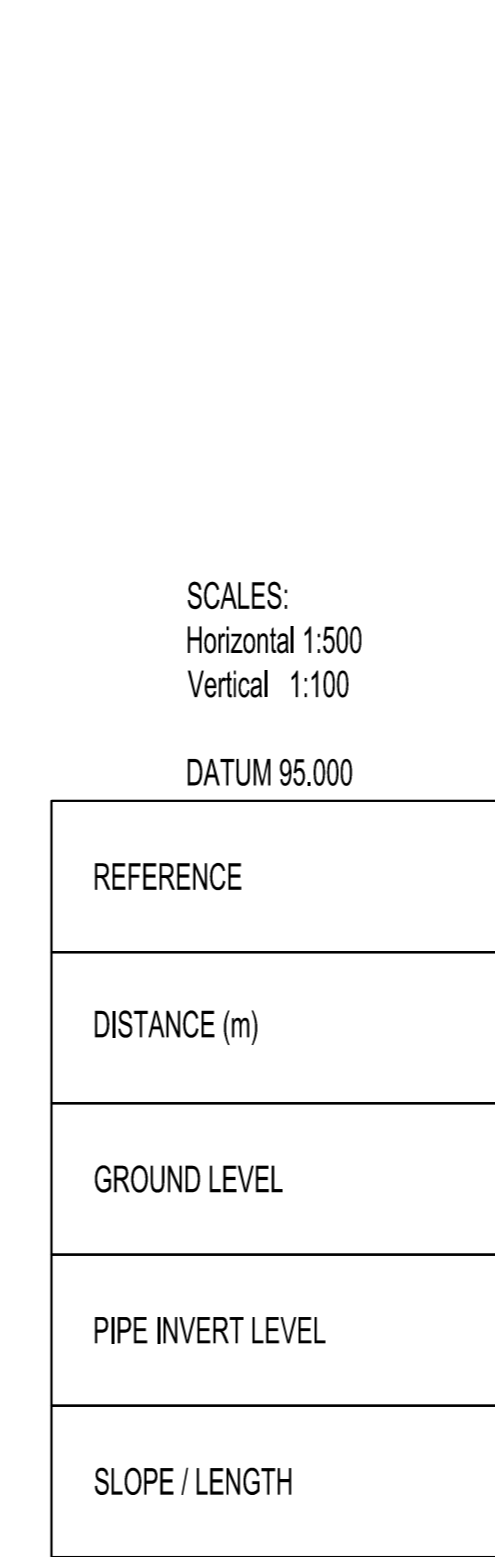 SCALES:
Horizontal 1:500
Vertical 1:100
DATUM 95.000
REFERENCE
DISTANCE (m)
GROUND LEVEL
PIPE INVERT LEVEL
SLOPE / LENGTH